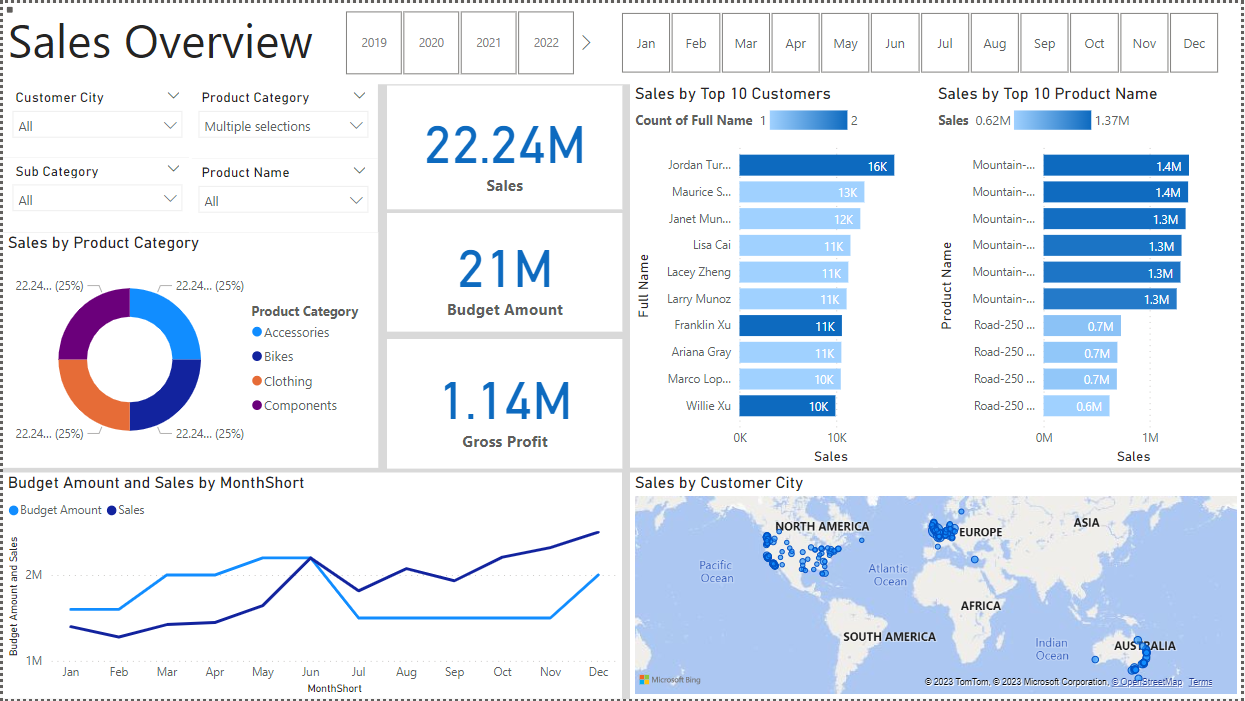 Sales Overview
2019 2020 2021 2022
Jan Feb Mar Apr May Jun Jul Aug Sep Oct Nov Dec
Customer City
All
Product Category
Multiple selections
Sub Category
All
Product Name
All
Sales by Product Category
22.24... (25%)
22.24... (25%)
22.24... (25%)
22.24... (25%)
Product Category
Accessories
Bikes
Clothing
Components
22.24M
Sales
21M
Budget Amount
1.14M
Gross Profit
Sales by Top 10 Customers
Count of Full Name 1 2
Full Name
Jordan Tur... 16K
Maurice S... 13K
Janet Mun... 12K
Lisa Cai 11K
Lacey Zheng 11K
Larry Munoz 11K
Franklin Xu 11K
Ariana Gray 11K
Marco Lop... 10K
Willie Xu 10K
0K 10K
Sales
Sales by Top 10 Product Name
Sales 0.62M 1.37M
Product Name
Mountain-... 1.4M
Mountain-... 1.4M
Mountain-... 1.3M
Mountain-... 1.3M
Mountain-... 1.3M
Mountain-... 1.3M
Road-250 ... 0.7M
Road-250 ... 0.7M
Road-250 ... 0.7M
Road-250 ... 0.6M
0M 1M
Sales
Budget Amount and Sales by MonthShort
Budget Amount Sales
Budget Amount and Sales
2M
1M
Jan Feb Mar Apr May Jun Jul Aug Sep Oct Nov Dec
MonthShort
Sales by Customer City
NORTH AMERICA
EUROPE
ASIA
Pacific
Ocean
Atlantic
Ocean
AFRICA
SOUTH AMERICA
Indian
Ocean
AUSTRALIA
Microsoft Bing
© 2023 TomTom, © 2023 Microsoft Corporation, © OpenStreetMap Terms